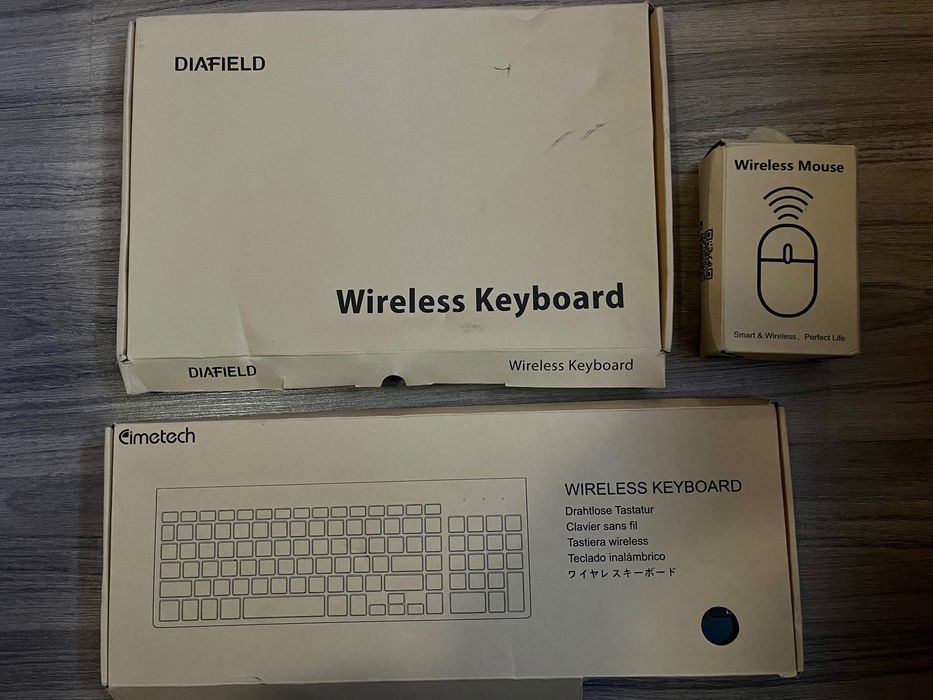 DIAFIELD
Wireless Keyboard
DIAFIELD
Wireless Keyboard
Wireless Mouse
Smart & Wireless, Perfect Life
Cimetech
WIRELESS KEYBOARD
Drahtlose Tastatur
Clavier sans fil
Tastiera wireless
Teclado inalámbrico
ワイヤレスキーボード